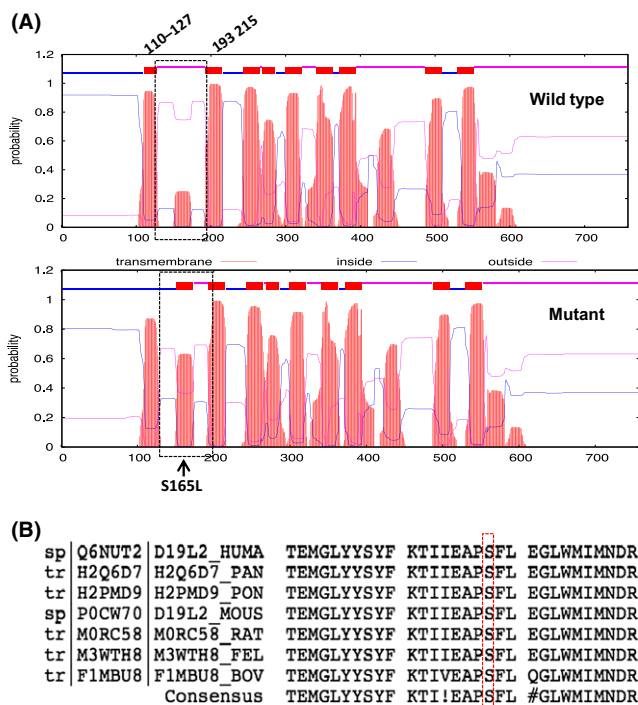 (A)
110–127
193 215
1.2
1
0.8
0.6
0.4
0.2
0
probability
Wild type
0 100 200 300 400 500 600 700
transmembrane inside outside
1.2
1
0.8
0.6
0.4
0.2
0
probability
Mutant
0 100 200 300 400 500 600 700
S165L
(B)
sp|Q6NUT2|D19L2_HUMA TEMGLYYSYF KTIIEAPSFL EGLWMIMNDR
tr|H2Q6D7|H2Q6D7_PAN TEMGLYYSYF KTIIEAPSFL EGLWMIMNDR
tr|H2PMD9|H2PMD9_PON TEMGLYYSYF KTIIEAPSFL EGLWMIMNDR
sp|P0CW70|D19L2_MOUS TEMGLYYSYF KTIIEAPSFL EGLWMIMNDR
tr|M0RC58|M0RC58_RAT TEMGLYYSYF KTIIEAPSFL EGLWMIMNDR
tr|M3WTH8|M3WTH8_FEL TEMGLYYSYF KTIIEAPSFL EGLWMIMNDR
tr|F1MBU8|F1MBU8_BOV TEMGLYYSYF KTIVEAPSFL QGLWMIMNDR
Consensus TEMGLYYSYF KTI!EAPSFL #GLWMIMNDR